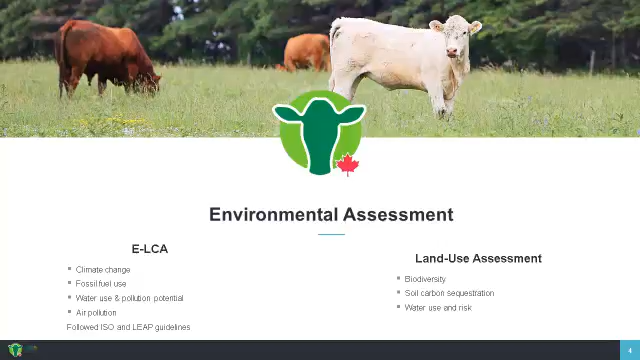 Environmental Assessment
E-LCA
Climate change
Fossil fuel use
Water use & pollution potential
Air pollution
Followed ISO and LEAP guidelines
Land-Use Assessment
Biodiversity
Soil carbon sequestration
Water use and risk
4